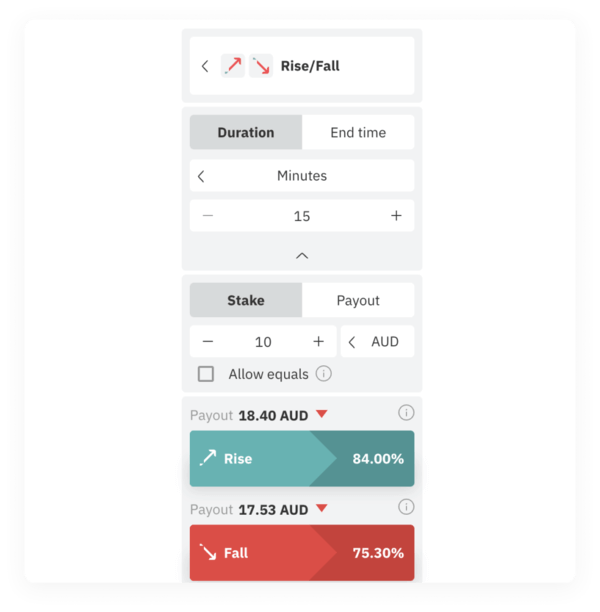 Rise/Fall
Duration End time
Minutes
− 15 +
Stake Payout
− 10 + AUD
Allow equals
Payout 18.40 AUD
Rise 84.00%
Payout 17.53 AUD
Fall 75.30%